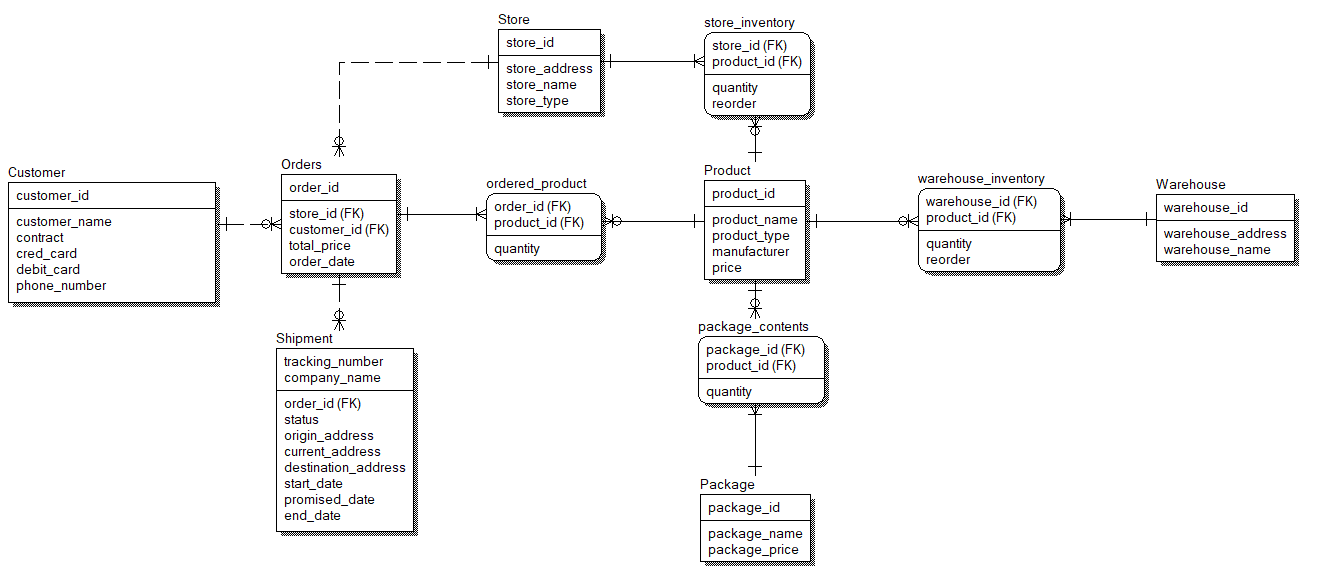 Store
store_id
store_address
store_name
store_type
store_inventory
store_id (FK)
product_id (FK)
quantity
reorder
Customer
customer_id
customer_name
contract
cred_card
debit_card
phone_number
Orders
order_id
store_id (FK)
customer_id (FK)
total_price
order_date
ordered_product
order_id (FK)
product_id (FK)
quantity
Product
product_id
product_name
product_type
manufacturer
price
warehouse_inventory
warehouse_id (FK)
product_id (FK)
quantity
reorder
Warehouse
warehouse_id
warehouse_address
warehouse_name
Shipment
tracking_number
company_name
order_id (FK)
status
origin_address
current_address
destination_address
start_date
promised_date
end_date
package_contents
package_id (FK)
product_id (FK)
quantity
Package
package_id
package_name
package_price